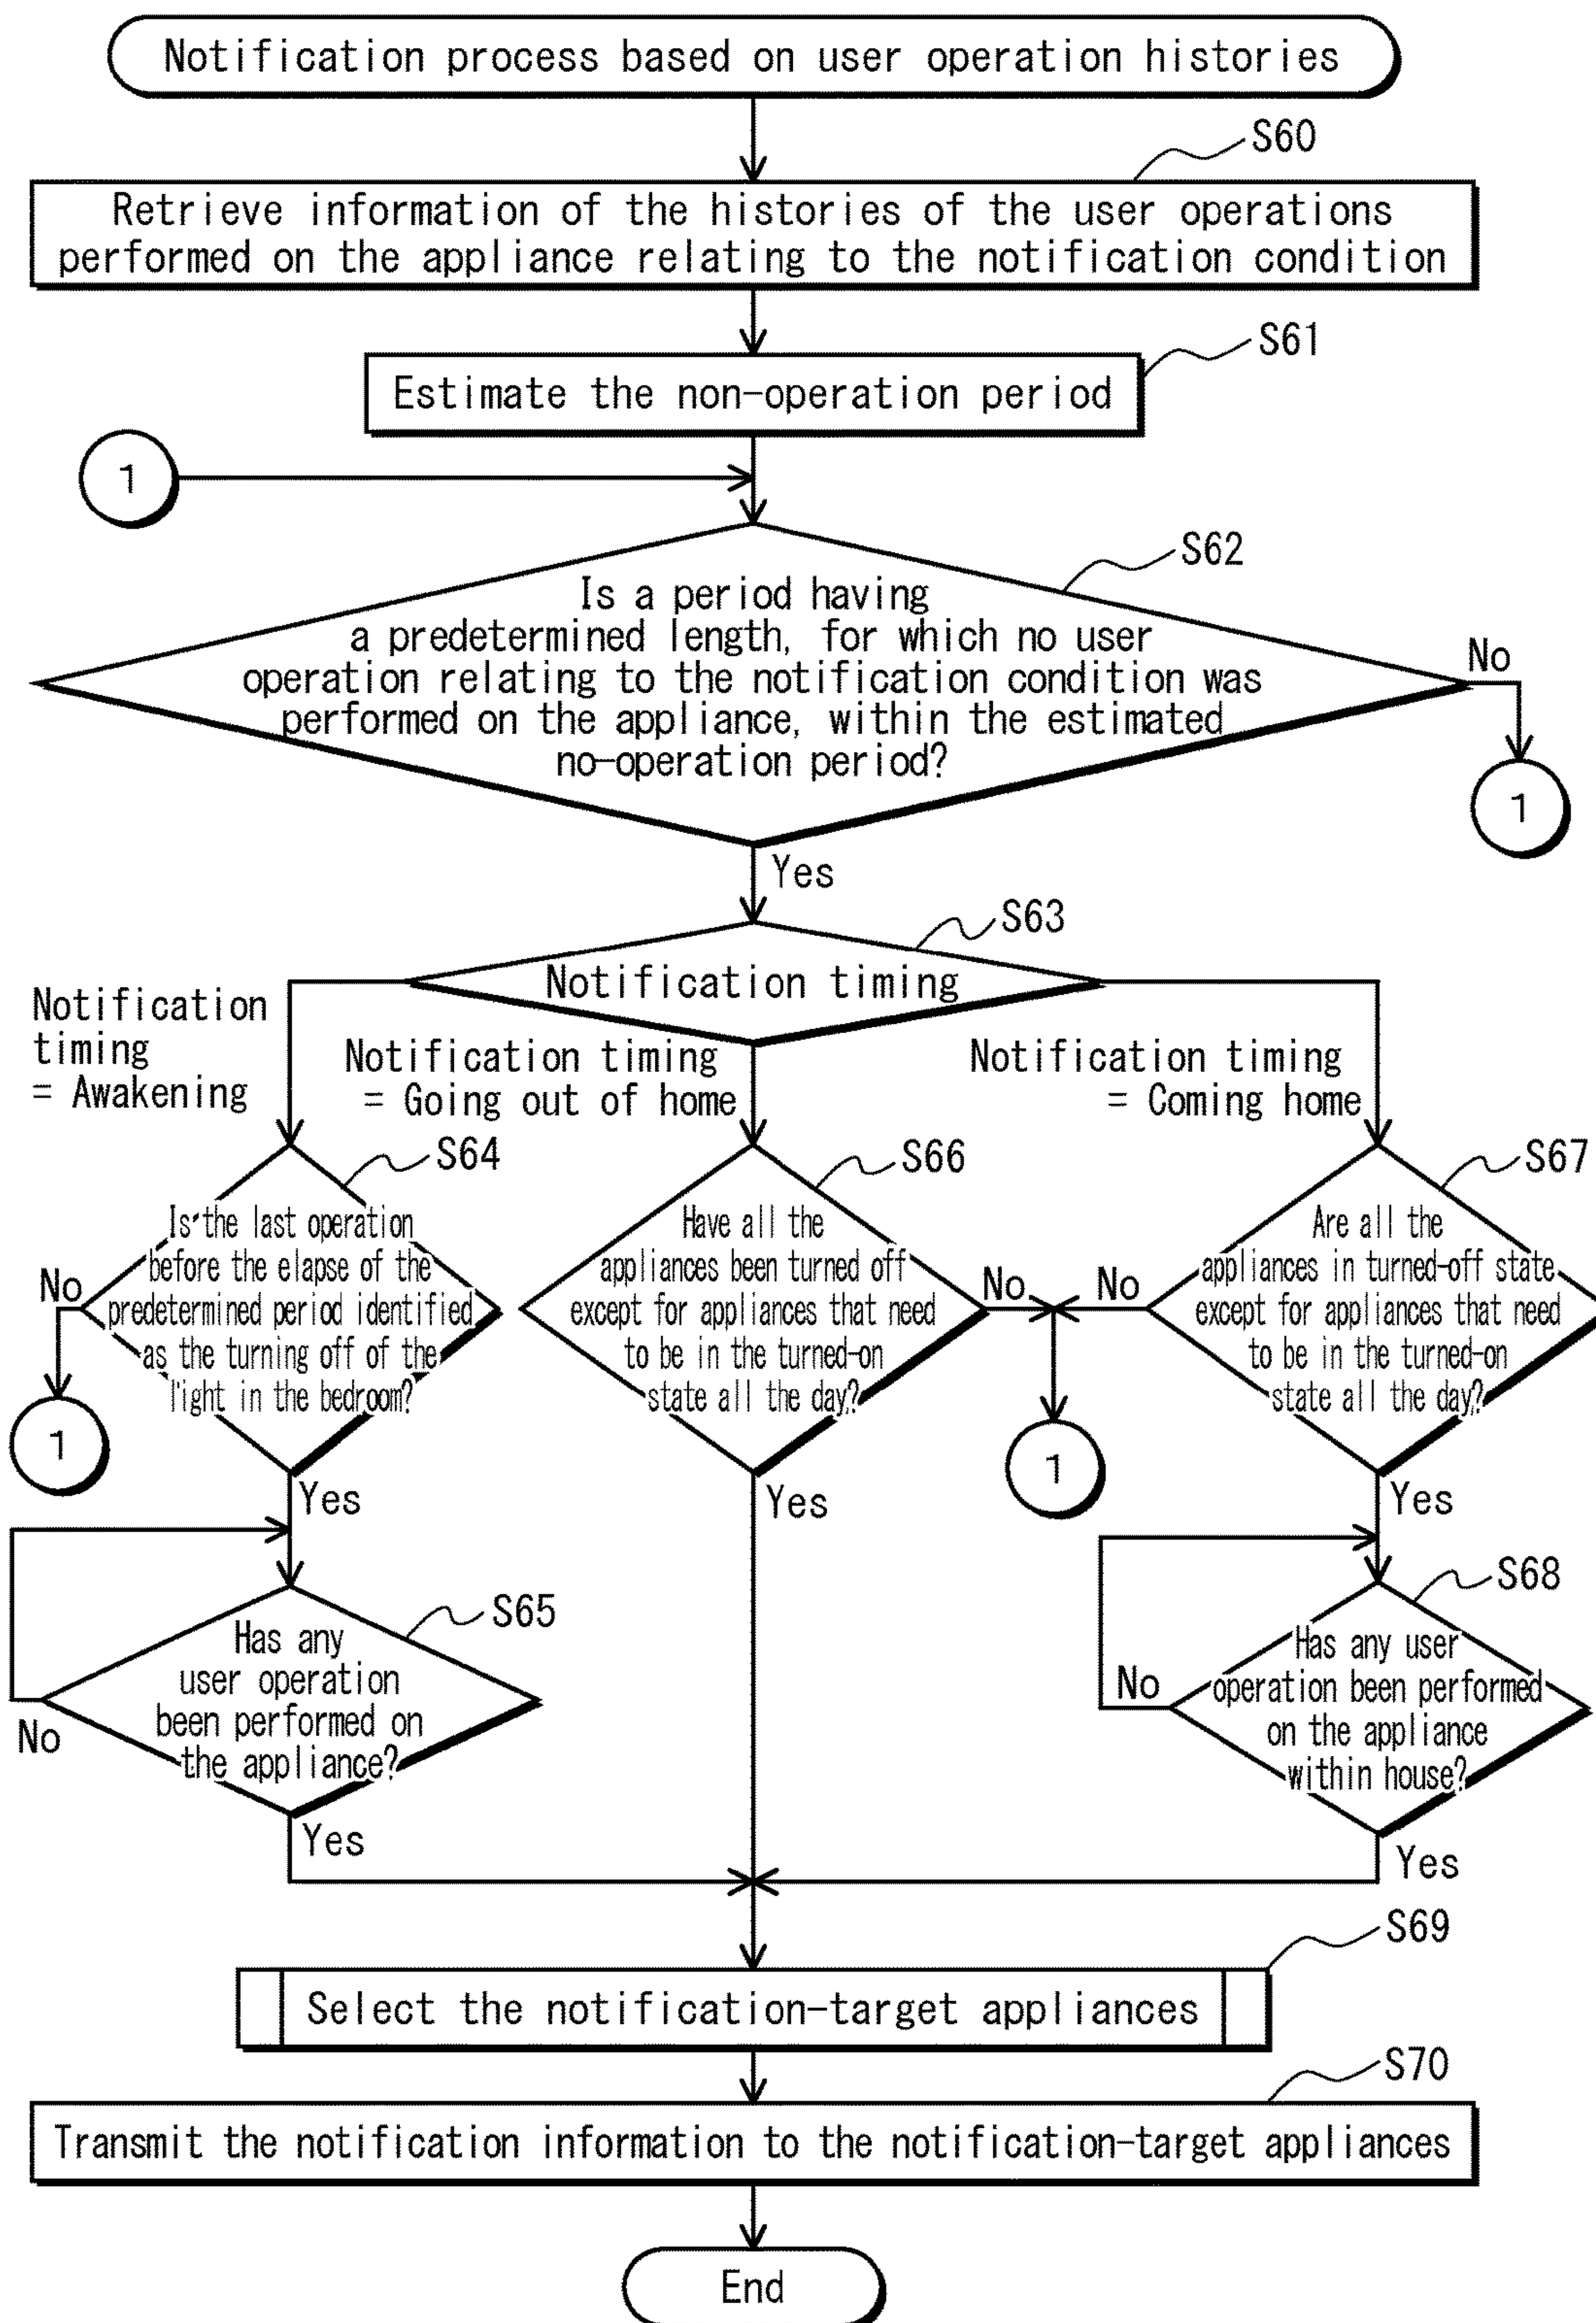 Notification process based on user operation histories
S60
Retrieve information of the histories of the user operations
performed on the appliance relating to the notification condition
S61
Estimate the non-operation period
1
S62
Is a period having
a predetermined length, for which no user
operation relating to the notification condition was
performed on the appliance, within the estimated
no-operation period?
No
1
Yes
S63
Notification timing
Notification
timing
= Awakening
Notification timing
= Going out of home
Notification timing
= Coming home
S64
Is the last operation
before the elapse of the
predetermined period identified
as the turning off of the
light in the bedroom?
No
1
Yes
S66
Have all the
appliances been turned off
except for appliances that need
to be in the turned-on
state all the day?
No
Yes
S67
Are all the
appliances in turned-off state
except for appliances that need
to be in the turned-on
state all the day?
No
1
Yes
S65
Has any
user operation
been performed on
the appliance?
No
Yes
S68
Has any user
operation been performed
on the appliance
within house?
No
Yes
S69
Select the notification-target appliances
S70
Transmit the notification information to the notification-target appliances
End